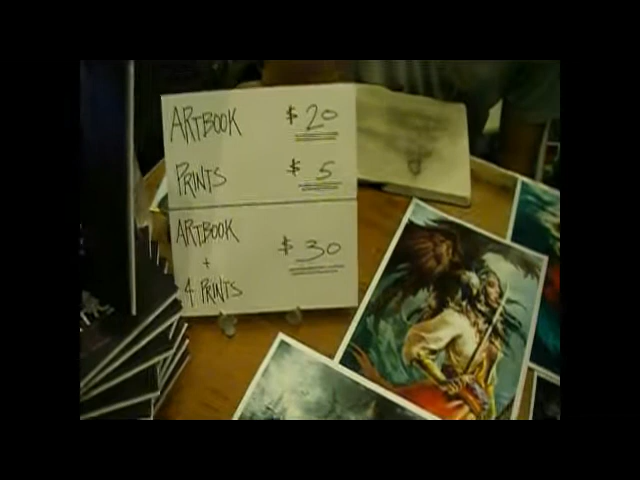 ARTBOOK $20
PRINTS $5
ARTBOOK
+ $30
4 PRINTS